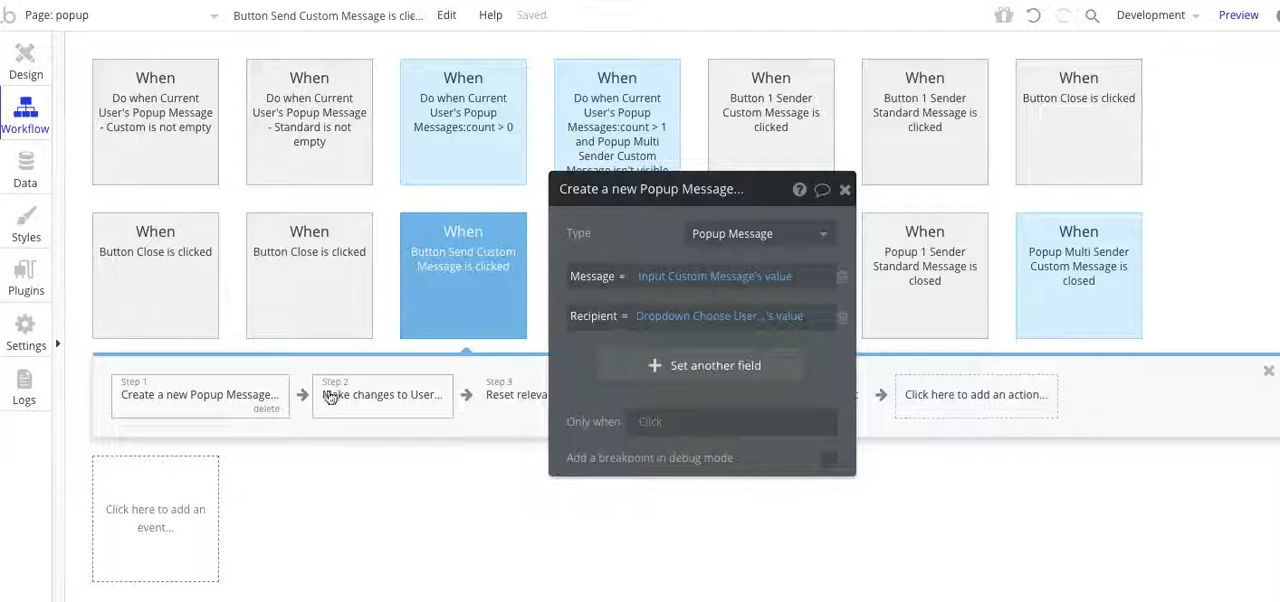 Page: popup
Button Send Custom Message is clic...
Edit
Help
Saved
Development
Preview
Design
Workflow
Data
Styles
Plugins
Settings
Logs
When
Do when Current
User's Popup Message
- Custom is not empty
When
Do when Current
User's Popup Message
- Standard is not
empty
When
Do when Current
User's Popup
Messages:count > 0
When
Do when Current
User's Popup
Messages:count > 1
and Popup Multi
Sender Custom
Message isn't visible
When
Button 1 Sender
Custom Message is
clicked
When
Button 1 Sender
Standard Message is
clicked
When
Button Close is clicked
When
Button Close is clicked
When
Button Close is clicked
When
Button Send Custom
Message is clicked
When
Popup 1 Sender
Standard Message is
closed
When
Popup Multi Sender
Custom Message is
closed
Create a new Popup Message...
Type
Popup Message
Message =
Input Custom Message's value
Recipient =
Dropdown Choose User...'s value
Set another field
Only when
Click
Add a breakpoint in debug mode
Step 1
Create a new Popup Message...
delete
Step 2
Make changes to User...
Step 3
Reset releva
Click here to add an action...
Click here to add an
event...